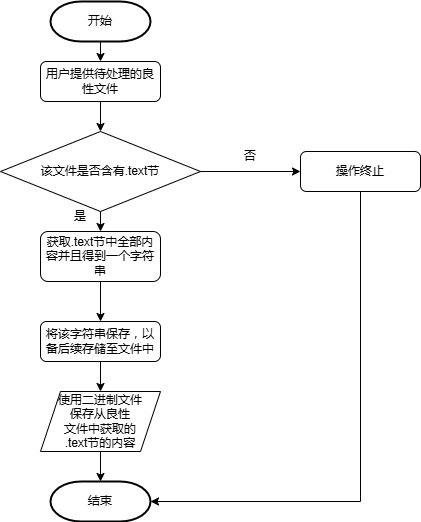 开始
用户提供待处理的良
性文件
该文件是否含有.text节
否
操作终止
是
获取.text节中全部内
容并且得到一个字符
串
将该字符串保存，以
备后续存储至文件中
使用二进制文件
保存从良性
文件中获取的
.text节的内容
结束